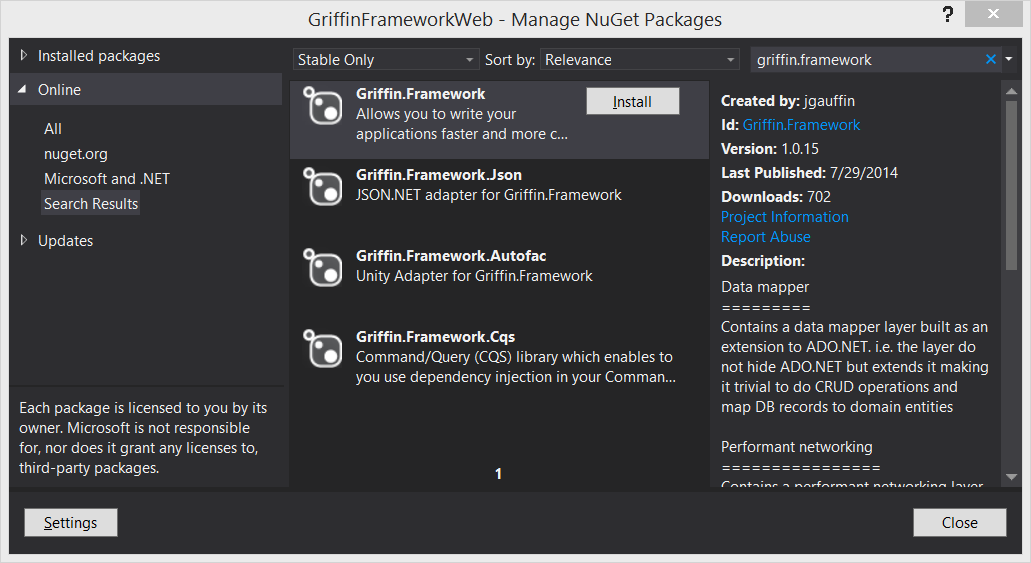 GriffinFrameworkWeb - Manage NuGet Packages
?
Installed packages
Online
All
nuget.org
Microsoft and .NET
Search Results
Updates
Each package is licensed to you by its
owner. Microsoft is not responsible
for, nor does it grant any licenses to,
third-party packages.
Settings
Stable Only
Sort by:
Relevance
griffin.framework
Griffin.Framework
Allows you to write your
applications faster and more c...
Install
Griffin.Framework.Json
JSON.NET adapter for Griffin.Framework
Griffin.Framework.Autofac
Unity Adapter for Griffin.Framework
Griffin.Framework.Cqs
Command/Query (CQS) library which enables to
you use dependency injection in your Comman...
1
Created by: jgauffin
Id: Griffin.Framework
Version: 1.0.15
Last Published: 7/29/2014
Downloads: 702
Project Information
Report Abuse
Description:
Data mapper
=========
Contains a data mapper layer built as an
extension to ADO.NET. i.e. the layer do
not hide ADO.NET but extends it making
it trivial to do CRUD operations and
map DB records to domain entities
Performant networking
================
Contains a performant networking layer
Close